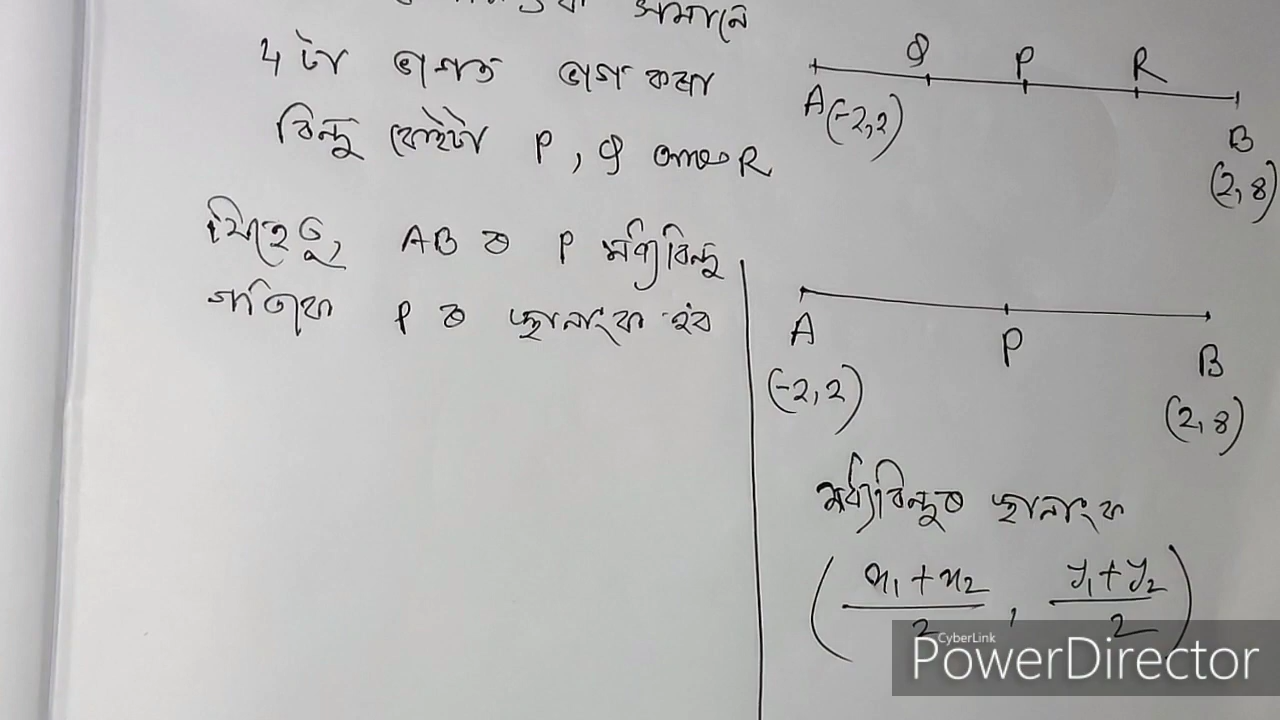 সমানে
4 টা ভাগত ভাগ কৰা
বিন্দু কেইটা P, Q আৰু R
যিহেতু, AB ৰ P মধ্যবিন্দু
গতিকে P ৰ স্থানাংক হ'ব
Q P R
A(-2,2)
B
(2,8)
A P B
(-2,2) (2,8)
মধ্যবিন্দুৰ স্থানাংক
(x₁+x₂/2, y₁+y₂/2)
CyberLink
PowerDirector